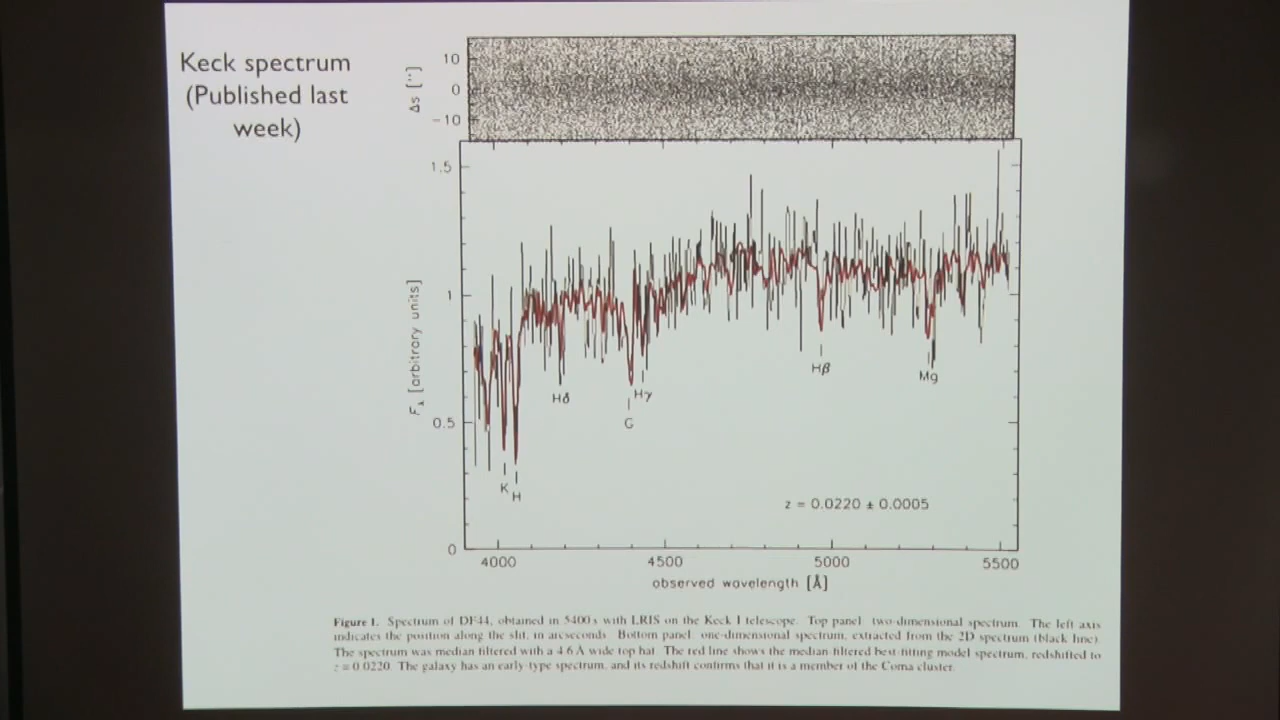 Keck spectrum
(Published last
week)
10
0
−10
Δs ["]
1.5
1
0.5
0
Fλ [arbitrary units]
Hδ
Hγ
G
Hβ
Mg
K
H
z = 0.0220 ± 0.0005
4000
4500
5000
5500
observed wavelength [Å]
Figure 1. Spectrum of DF44, obtained in 5400 s with LRIS on the Keck I telescope. Top panel: two-dimensional spectrum. The left axis
indicates the position along the slit, in arcseconds. Bottom panel: one-dimensional spectrum, extracted from the 2D spectrum (black line).
The spectrum was median filtered with a 4.6 Å wide top hat. The red line shows the median-filtered best-fitting model spectrum, redshifted to
z = 0.0220. The galaxy has an early-type spectrum, and its redshift confirms that it is a member of the Coma cluster.